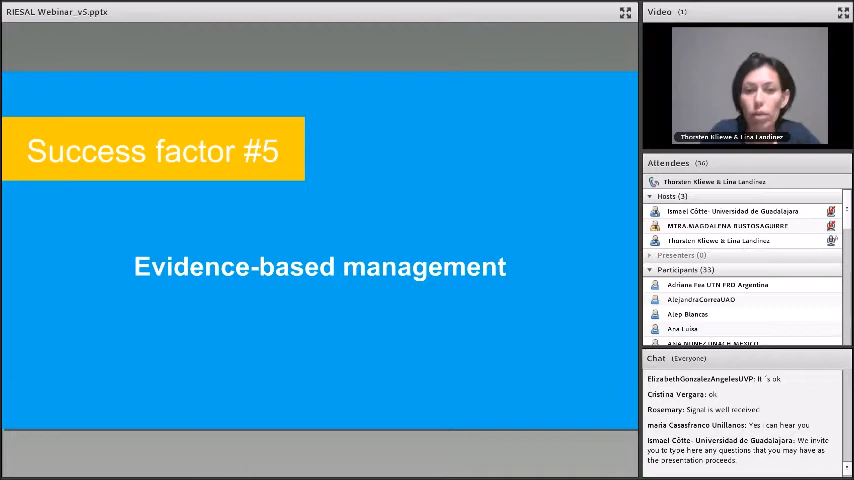 RIESAL Webinar_v5.pptx
Success factor #5
Evidence-based management
Video (1)
Thorsten Kliewe & Lina Landinez
Attendees (36)
Thorsten Kliewe & Lina Landinez
Hosts (3)
Ismael Côtte- Universidad de Guadalajara
MTRA.MAGDALENA BUSTOSAGUIRRE
Thorsten Kliewe & Lina Landinez
Presenters (0)
Participants (33)
Adriana Fea UTN FRD Argentina
AlejandraCorreaUAO
Alep Blancas
Ana Luisa
ANA NUÑEZ UNACH MEXICO
Chat (Everyone)
ElizabethGonzalezAngelesUVP: It ´s ok
Cristina Vergara: ok
Rosemary: Signal is well received
maria Casasfranco Unillanos: Yes i can hear you
Ismael Côtte- Universidad de Guadalajara: We invite
you to type here any questions that you may have as
the presentation proceeds.